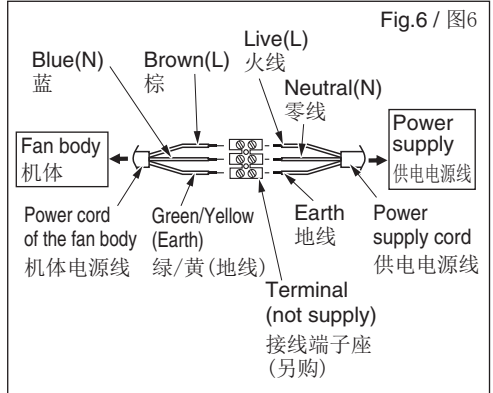 Fig.6 / 图6
Live(L)
火线
Blue(N)
蓝
Brown(L)
棕
Neutral(N)
零线
Fan body
机体
Power
supply
供电电源线
Power cord
of the fan body
机体电源线
Green/Yellow
(Earth)
绿/黄(地线)
Earth
地线
Power
supply cord
供电电源线
Terminal
(not supply)
接线端子座
(另购)